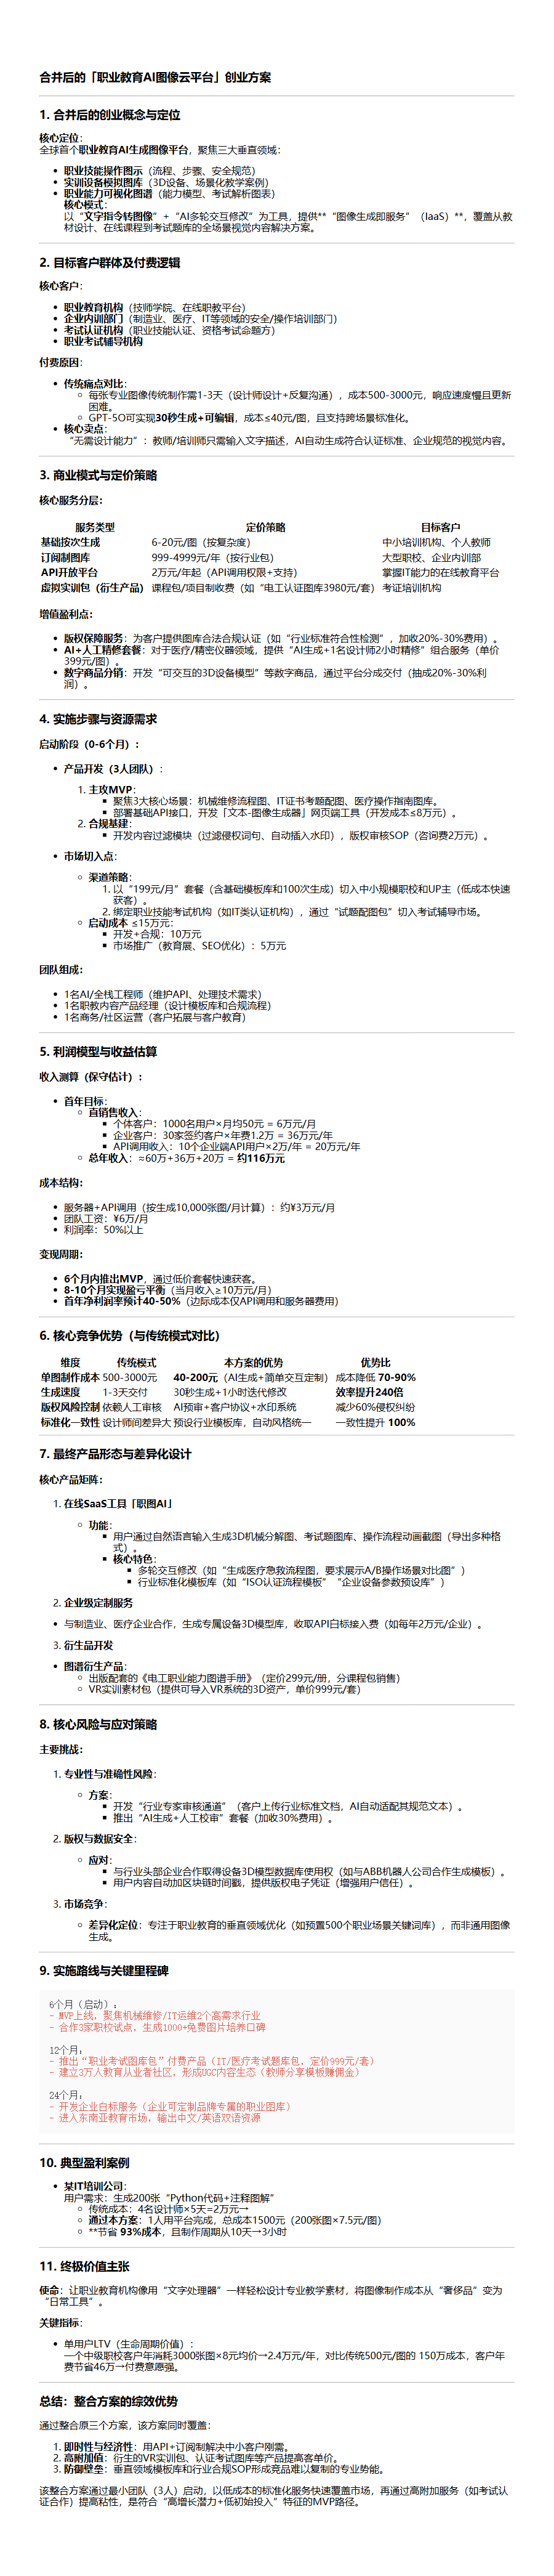 合并后的「职业教育AI图像云平台」创业方案
1. 合并后的创业概念与定位
核心定位：
全球首个职业教育AI生成图像平台，聚焦三大垂直领域：
• 职业技能操作图示（流程、步骤、安全规范）
• 实训设备模拟图库（3D设备、场景化教学案例）
• 职业能力可视化图谱（能力模型、考试解析图表）
核心模式：
以“文字指令转图像”+“AI多轮交互修改”为工具，提供**“图像生成即服务”（IaaS）**，覆盖从教
材设计、在线课程到考试题库的全场景视觉内容解决方案。
2. 目标客户群体及付费逻辑
核心客户：
• 职业教育机构（技师学院、在线职教平台）
• 企业内训部门（制造业、医疗、IT等领域的安全/操作培训部门）
• 考试认证机构（职业技能认证、资格考试命题方）
• 职业考试辅导机构
付费原因：
• 传统痛点对比：
◦ 每张专业图像传统制作需1-3天（设计师设计+反复沟通），成本500-3000元，响应速度慢且更新
困难。
◦ GPT-5O可实现30秒生成+可编辑，成本≤40元/图，且支持跨场景标准化。
• 核心卖点：
“无需设计能力”：教师/培训师只需输入文字描述，AI自动生成符合认证标准、企业规范的视觉内容。
3. 商业模式与定价策略
核心服务分层：
服务类型 定价策略 目标客户
基础按次生成 6-20元/图（按复杂） 中小培训机构、个人教师
订阅制图库 999-4999元/年（按行业包） 大型职校、企业内训部
API开放平台 2万元/年起（API调用权限+支持） 掌握IT能力的在线教育平台
虚拟实训包（衍生产品） 课程包/项目制收费（如“电工认证图库3980元/套） 考证培训机构
增值盈利点：
• 版权保障服务：为客户提供图库合法合规认证（如“行业标准符合性检测”，加收20%-30%费用）。
• AI+人工精修套餐：对于医疗/精密仪器领域，提供“AI生成+1名设计师2小时精修”组合服务（单价
399元/图）。
• 数字商品分销：开发“可交互的3D设备模型”等数字商品，通过平台分成交付（抽成20%-30%利
润）。
4. 实施步骤与资源需求
启动阶段（0-6个月）：
• 产品开发（3人团队）：
1. 主攻MVP：
▪ 聚焦3大核心场景：机械维修流程图、IT证书考题配图、医疗操作指南图库。
▪ 部署基础API接口，开发「文本-图像生成器」网页端工具（开发成本≤8万元）。
2. 合规基建：
▪ 开发内容过滤模块（过滤侵权词句、自动插入水印），版权审核SOP（咨询费2万元）。
• 市场切入点：
◦ 渠道策略：
1. 以“199元/月”套餐（含基础模板库和100次生成）切入中小规模职校和UP主（低成本快速
获客）。
2. 绑定职业技能考试机构（如IT类认证机构），通过“试题配图包”切入考试辅导市场。
◦ 启动成本 ≤15万元：
▪ 开发+合规：10万元
▪ 市场推广（教育展、SEO优化）：5万元
团队组成：
• 1名AI/全栈工程师（维护API、处理技术需求）
• 1名职教内容产品经理（设计模板库和合规流程）
• 1名商务/社区运营（客户拓展与客户教育）
5. 利润模型与收益估算
收入测算（保守估计）：
• 首年目标：
◦ 直销售收入：
▪ 个体客户：1000名用户×月均50元 = 6万元/月
▪ 企业客户：30家签约客户×年费1.2万 = 36万元/年
▪ API调用收入：10个企业端API用户×2万/年 = 20万元/年
◦ 总年收入：≈60万+36万+20万 = 约116万元
成本结构：
• 服务器+API调用（按生成10,000张图/月计算）：约¥3万元/月
• 团队工资：¥6万/月
• 利润率：50%以上
变现周期：
• 6个月内推出MVP，通过低价套餐快速获客。
• 8-10个月实现盈亏平衡（当月收入≥10万元/月）
• 首年净利润率预计40-50%（边际成本仅API调用和服务器费用）
6. 核心竞争优势（与传统模式对比）
维度 传统模式 本方案的优势 优势比
单图制作成本 500-3000元 40-200元（AI生成+简单交互定制） 成本降低 70-90%
生成速度 1-3天交付 30秒生成+1小时迭代修改 效率提升240倍
版权风险控制 依赖人工审核 AI预审+客户协议+水印系统 减少60%侵权纠纷
标准化一致性 设计师间差异大 预设行业模板库，自动风格统一 一致性提升 100%
7. 最终产品形态与差异化设计
核心产品矩阵：
1. 在线SaaS工具「职图AI」
◦ 功能：
▪ 用户通过自然语言输入生成3D机械分解图、考试题图库、操作流程动画截图（导出多种格
式）。
▪ 核心特色：
▪ 多轮交互修改（如“生成医疗急救流程图，要求展示A/B操作场景对比图”）
▪ 行业标准化模板库（如“ISO认证流程模板”“企业设备参数预设库”）
2. 企业级定制服务
• 与制造业、医疗企业合作，生成专属设备3D模型库，收取API白标接入费（如每年2万元/企业）。
3. 衍生品开发
• 图谱衍生产品：
◦ 出版配套的《电工职业能力图谱手册》（定价299元/册，分课程包销售）
◦ VR实训素材包（提供可导入VR系统的3D资产，单价999元/套）
8. 核心风险与应对策略
主要挑战：
1. 专业性与准确性风险：
◦ 方案：
▪ 开发“行业专家审核通道”（客户上传行业标准文档，AI自动适配其规范文本）。
▪ 推出“AI生成+人工校审”套餐（加收30%费用）。
2. 版权与数据安全：
◦ 应对：
▪ 与行业头部企业合作取得设备3D模型数据库使用权（如与ABB机器人公司合作生成模板）。
▪ 用户内容自动加区块链时间戳，提供版权电子凭证（增强用户信任）。
3. 市场竞争：
◦ 差异化定位：专注于职业教育的垂直领域优化（如预置500个职业场景关键词库），而非通用图像
生成。
9. 实施路线与关键里程碑
6个月（启动）：
- MVP上线，聚焦机械维修/IT运维2个高需求行业
- 合作3家职校试点，生成1000+免费图片培养口碑
12个月：
- 推出“职业考试图库包”付费产品（IT/医疗考试题库包，定价999元/套）
- 建立3万人教育从业者社区，形成UGC内容生态（教师分享模板赚佣金）
24个月：
- 开发企业白标服务（企业可定制品牌专属的职业图库）
- 进入东南亚教育市场，输出中文/英语双语资源
10. 典型盈利案例
• 某IT培训公司：
用户需求：生成200张“Python代码+注释图解”
◦ 传统成本：4名设计师×5天=2万元→
◦ 通过本方案：1人用平台完成，总成本1500元（200张图×7.5元/图）
◦ **节省 93%成本，且制作周期从10天→3小时
11. 终极价值主张
使命：让职业教育机构像用“文字处理器”一样轻松设计专业教学素材，将图像制作成本从“奢侈品”变为
“日常工具”。
关键指标：
• 单用户LTV（生命周期价值）：
一个中级职校客户年消耗3000张图×8元均价→2.4万元/年，对比传统500元/图的 150万成本，客户年
费节省46万→付费意愿强。
总结：整合方案的综效优势
通过整合原三个方案，该方案同时覆盖：
1. 即时性与经济性：用API+订阅制解决中小客户刚需。
2. 高附加值：衍生的VR实训包、认证考试图库等产品提高客单价。
3. 防御壁垒：垂直领域模板库和行业合规SOP形成竞品难以复制的专业势能。
该整合方案通过最小团队（3人）启动，以低成本的标准化服务快速覆盖市场，再通过高附加服务（如考试认
证合作）提高粘性，是符合“高增长潜力+低初始投入”特征的MVP路径。